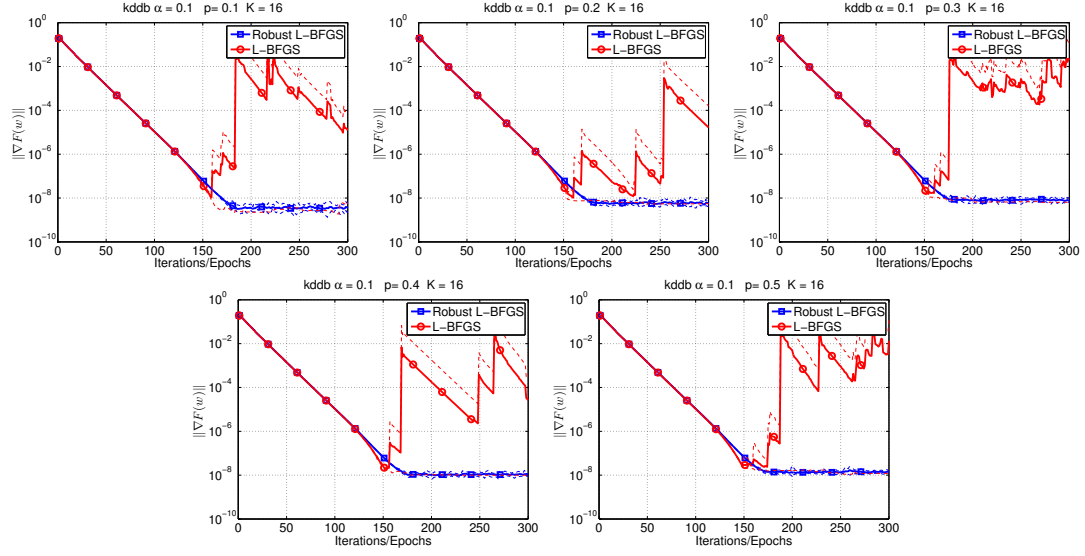 kddb α = 0.1 p= 0.1 K = 16
10^0
10^−2
10^−4
10^−6
10^−8
10^−10
‖∇F(w)‖
0 50 100 150 200 250 300
Iterations/Epochs
Robust L−BFGS
L−BFGS
kddb α = 0.1 p= 0.2 K = 16
10^0
10^−2
10^−4
10^−6
10^−8
10^−10
‖∇F(w)‖
0 50 100 150 200 250 300
Iterations/Epochs
Robust L−BFGS
L−BFGS
kddb α = 0.1 p= 0.3 K = 16
10^0
10^−2
10^−4
10^−6
10^−8
10^−10
‖∇F(w)‖
0 50 100 150 200 250 300
Iterations/Epochs
Robust L−BFGS
L−BFGS
kddb α = 0.1 p= 0.4 K = 16
10^0
10^−2
10^−4
10^−6
10^−8
10^−10
‖∇F(w)‖
0 50 100 150 200 250 300
Iterations/Epochs
Robust L−BFGS
L−BFGS
kddb α = 0.1 p= 0.5 K = 16
10^0
10^−2
10^−4
10^−6
10^−8
10^−10
‖∇F(w)‖
0 50 100 150 200 250 300
Iterations/Epochs
Robust L−BFGS
L−BFGS